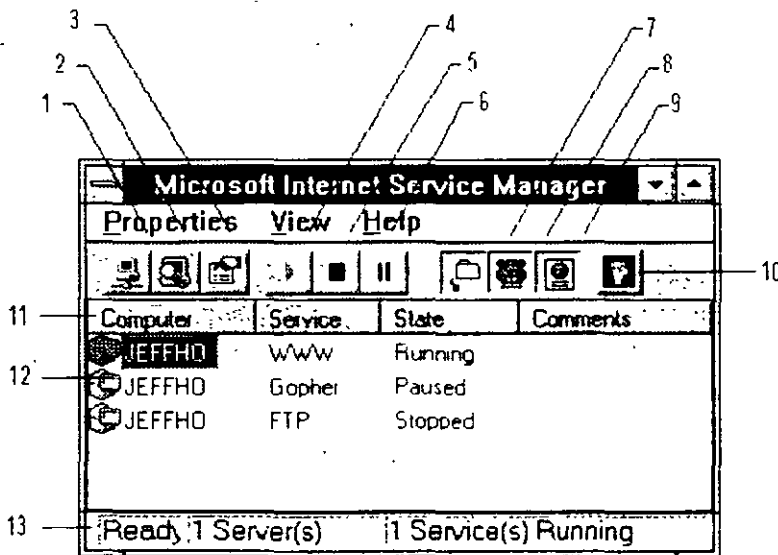 3 4 7
2 5 8
1 6 9
Microsoft Internet Service Manager
Properties View Help
10
11 Computer Service State Comments
JEFFHO WWW Running
12 JEFFHO Gopher Paused
JEFFHO FTP Stopped
13 Ready 1 Server(s) 1 Service(s) Running